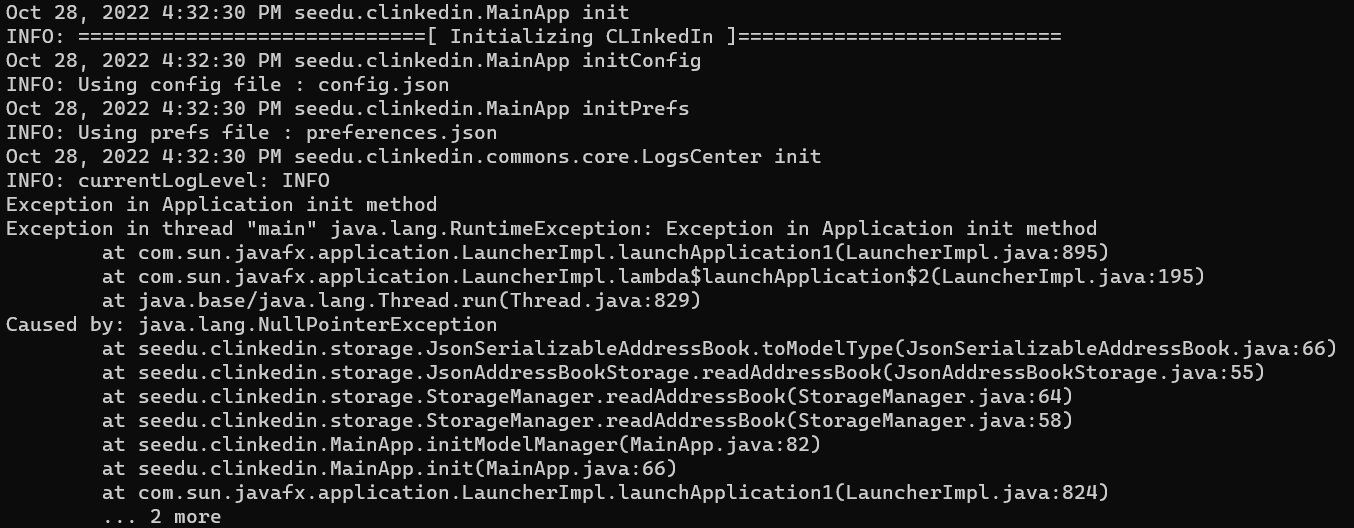 Oct 28, 2022 4:32:30 PM seedu.clinkedin.MainApp init
INFO: =============================[ Initializing CLInkedIn ]===========================
Oct 28, 2022 4:32:30 PM seedu.clinkedin.MainApp initConfig
INFO: Using config file : config.json
Oct 28, 2022 4:32:30 PM seedu.clinkedin.MainApp initPrefs
INFO: Using prefs file : preferences.json
Oct 28, 2022 4:32:30 PM seedu.clinkedin.commons.core.LogsCenter init
INFO: currentLogLevel: INFO
Exception in Application init method
Exception in thread "main" java.lang.RuntimeException: Exception in Application init method
        at com.sun.javafx.application.LauncherImpl.launchApplication1(LauncherImpl.java:895)
        at com.sun.javafx.application.LauncherImpl.lambda$launchApplication$2(LauncherImpl.java:195)
        at java.base/java.lang.Thread.run(Thread.java:829)
Caused by: java.lang.NullPointerException
        at seedu.clinkedin.storage.JsonSerializableAddressBook.toModelType(JsonSerializableAddressBook.java:66)
        at seedu.clinkedin.storage.JsonAddressBookStorage.readAddressBook(JsonAddressBookStorage.java:55)
        at seedu.clinkedin.storage.StorageManager.readAddressBook(StorageManager.java:64)
        at seedu.clinkedin.storage.StorageManager.readAddressBook(StorageManager.java:58)
        at seedu.clinkedin.MainApp.initModelManager(MainApp.java:82)
        at seedu.clinkedin.MainApp.init(MainApp.java:66)
        at com.sun.javafx.application.LauncherImpl.launchApplication1(LauncherImpl.java:824)
        ... 2 more